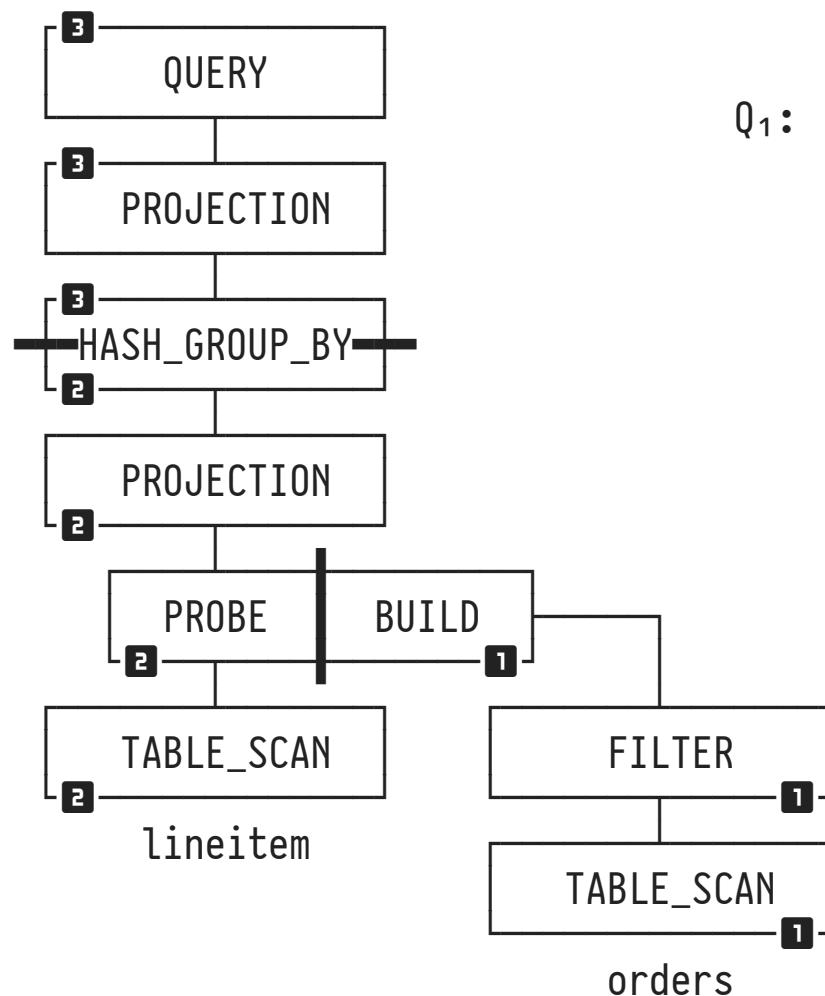 3
QUERY
Q₁:
3
PROJECTION
3
HASH_GROUP_BY
2
PROJECTION
2
PROBE BUILD
2 1
TABLE_SCAN FILTER
2 1
lineitem
TABLE_SCAN
1
orders